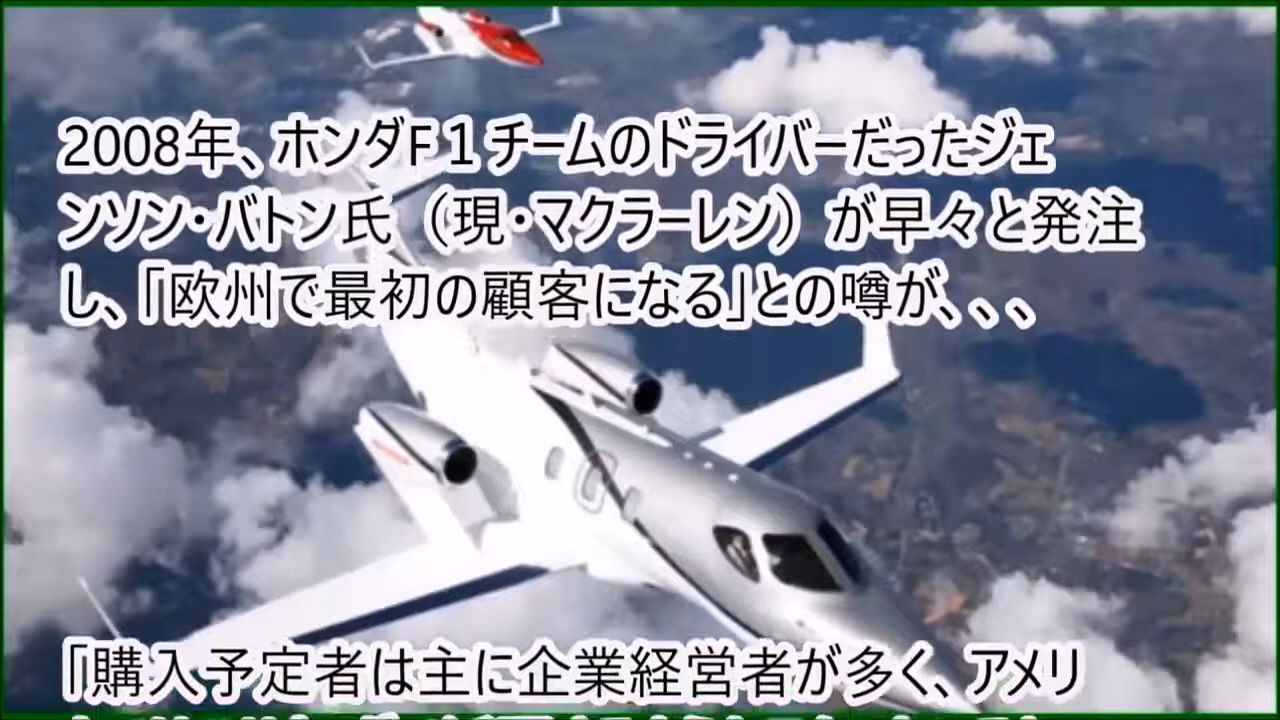 2008年、ホンダF１チームのドライバーだったジェ
ンソン・バトン氏（現・マクラーレン）が早々と発注
し、「欧州で最初の顧客になる」との噂が、、、
「購入予定者は主に企業経営者が多く、アメリ